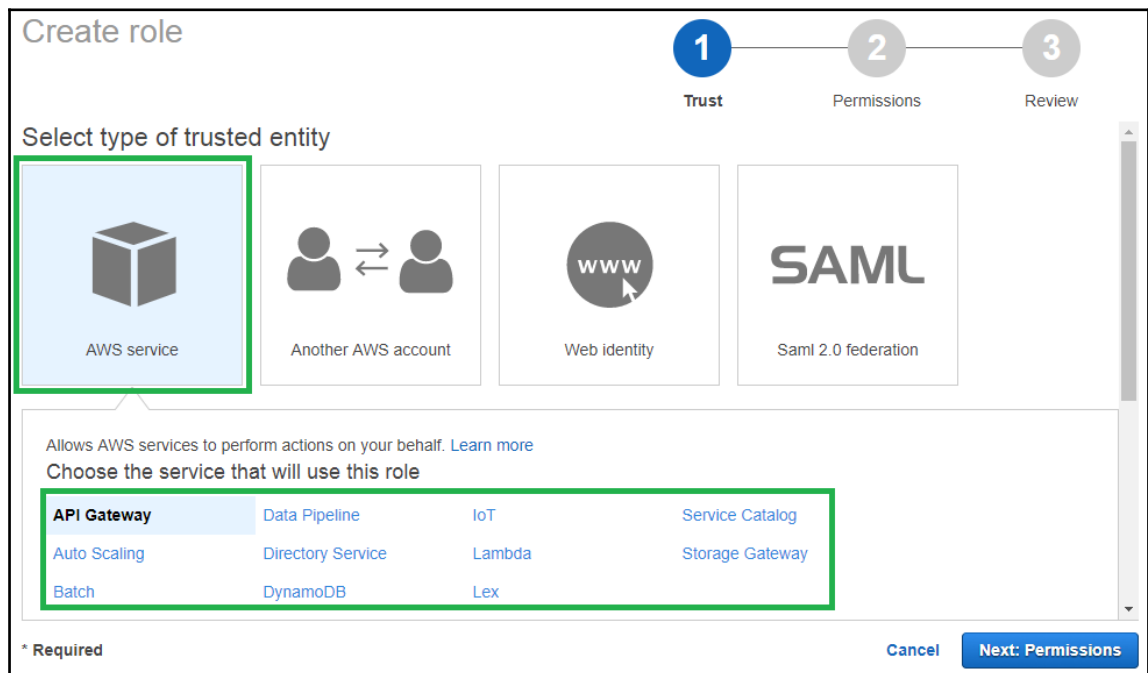 Create role
1 2 3
Trust Permissions Review
Select type of trusted entity
www SAML
AWS service Another AWS account Web identity Saml 2.0 federation
Allows AWS services to perform actions on your behalf. Learn more
Choose the service that will use this role
API Gateway Data Pipeline IoT Service Catalog
Auto Scaling Directory Service Lambda Storage Gateway
Batch DynamoDB Lex
* Required Cancel Next: Permissions